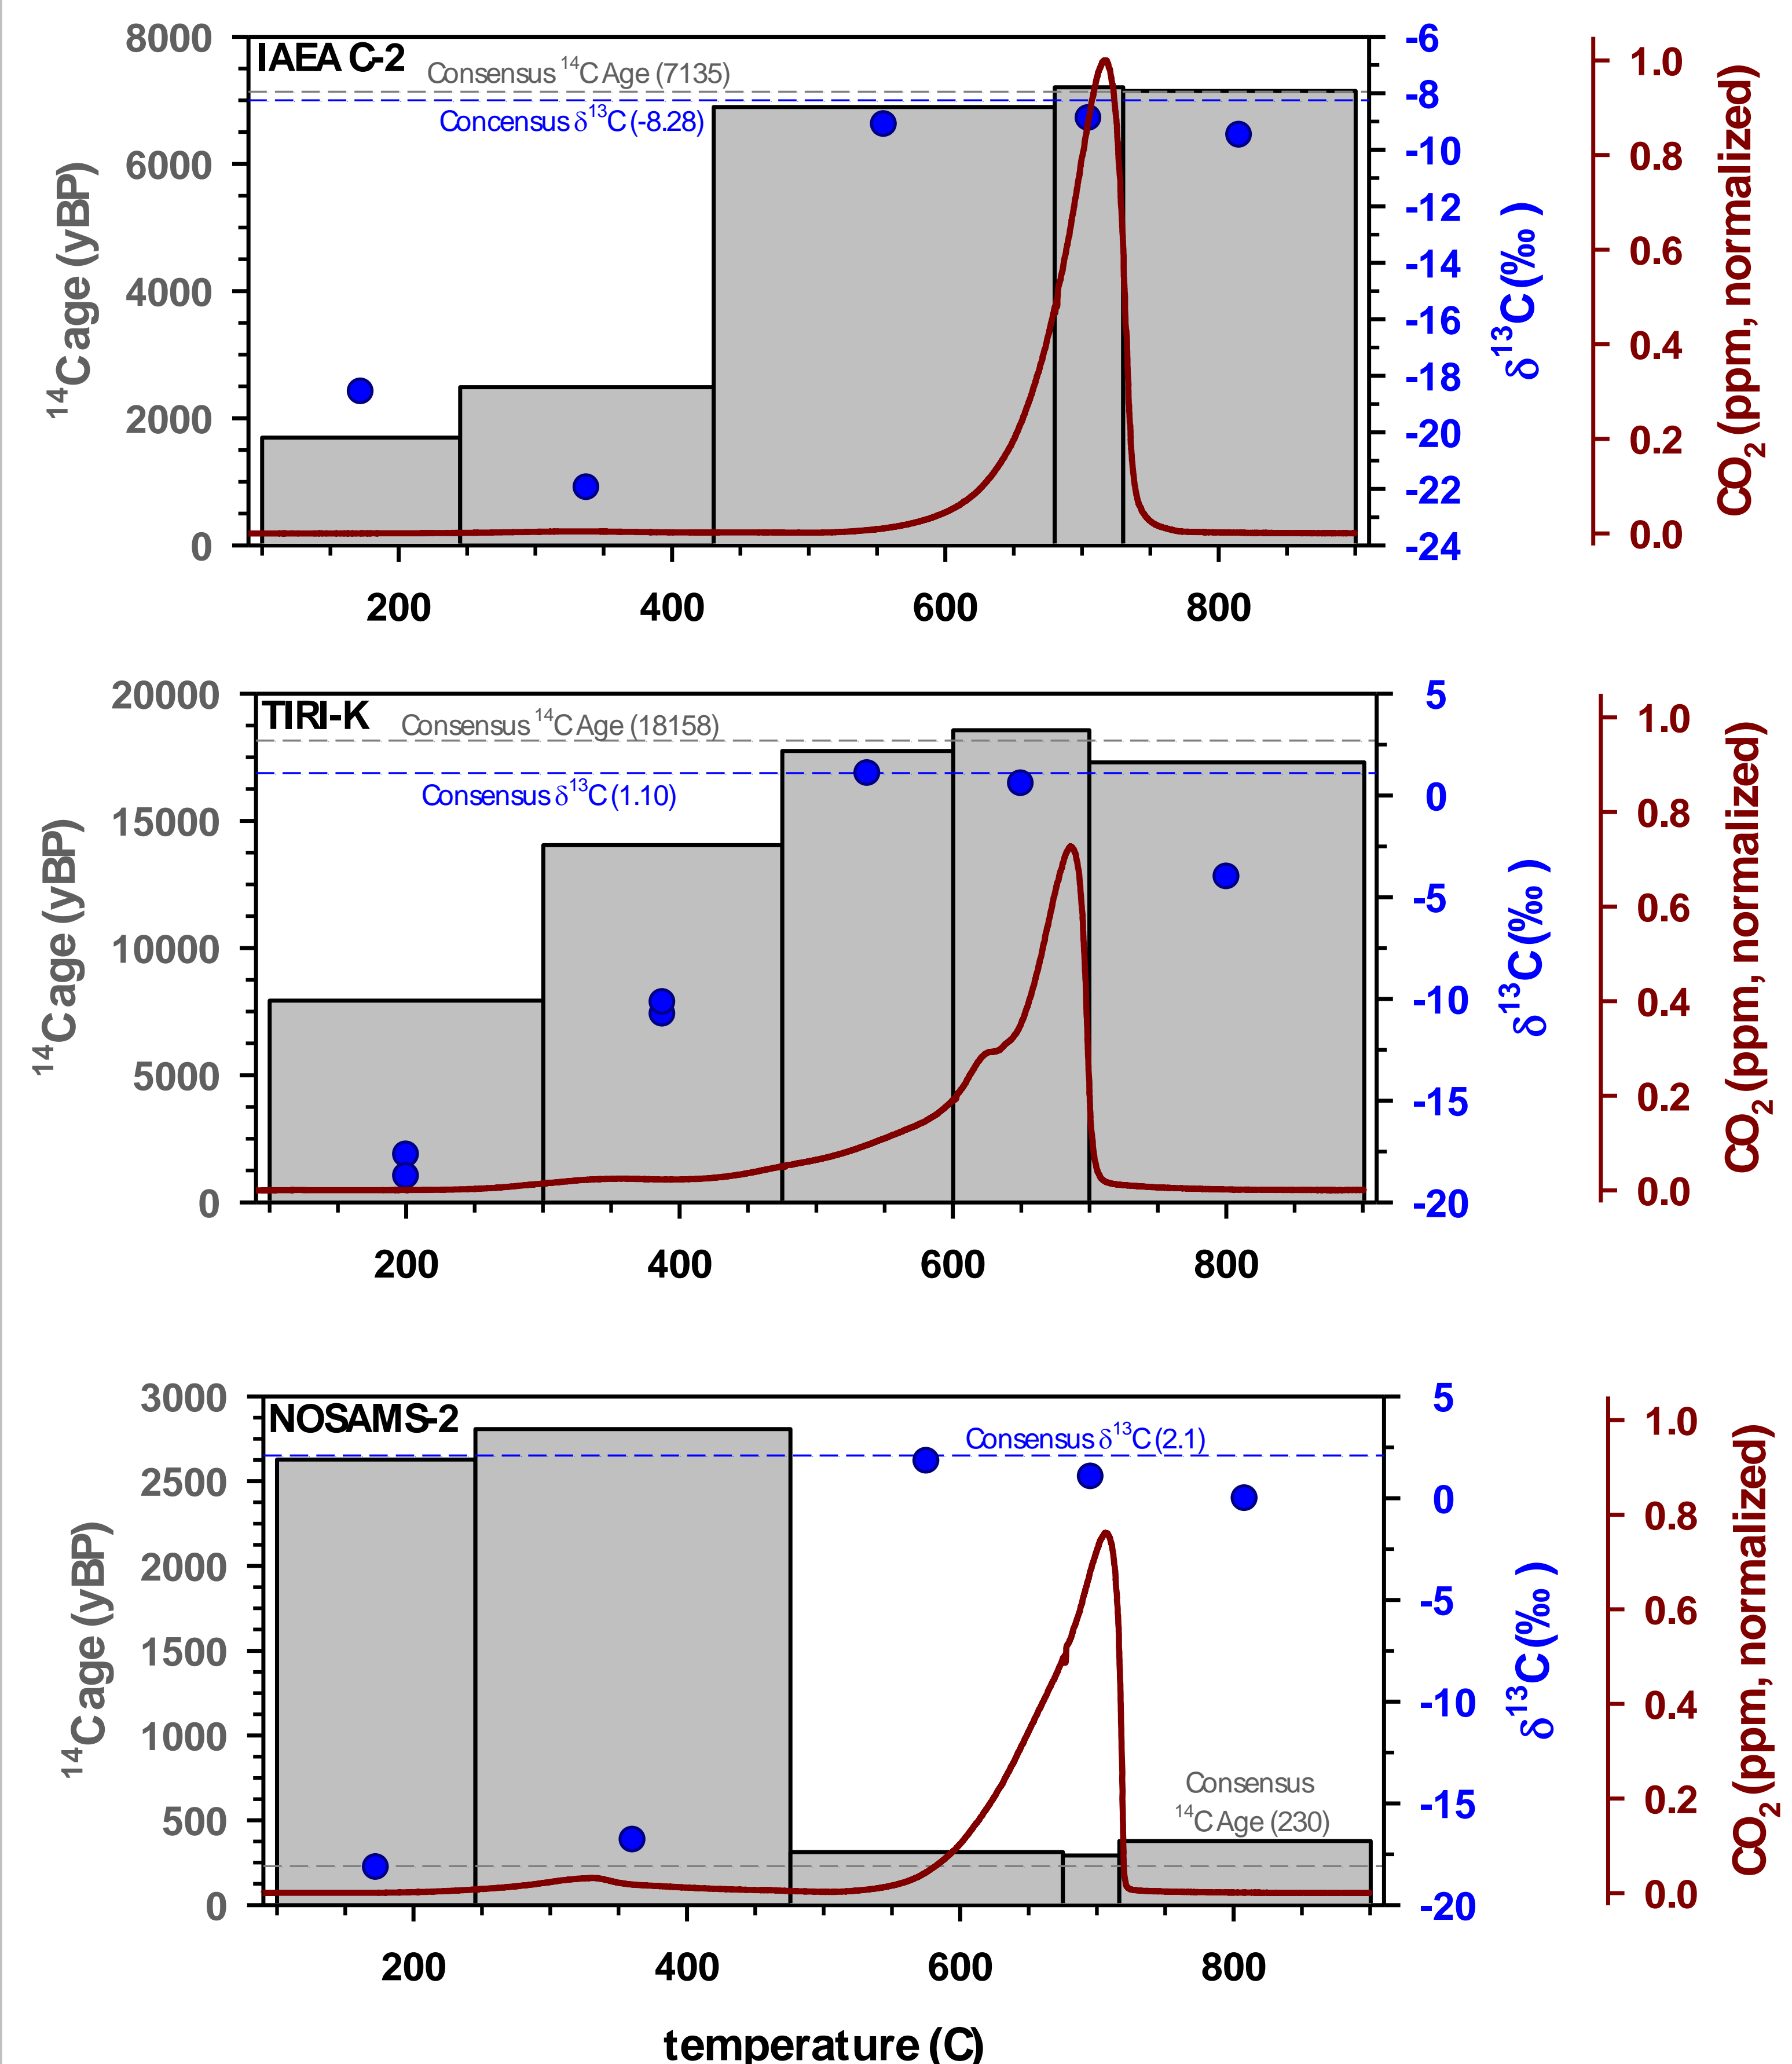 IAEA C-2
Consensus ¹⁴C Age (7135)
Concensus δ¹³C (-8.28)
8000
6000
4000
2000
0
¹⁴C age (yBP)
-6
-8
-10
-12
-14
-16
-18
-20
-22
-24
δ¹³C (‰ )
1.0
0.8
0.6
0.4
0.2
0.0
CO₂ (ppm, normalized)
200 400 600 800
TIRI-K
Consensus ¹⁴C Age (18158)
Consensus δ¹³C (1.10)
20000
15000
10000
5000
0
¹⁴C age (yBP)
5
0
-5
-10
-15
-20
δ¹³C (‰ )
1.0
0.8
0.6
0.4
0.2
0.0
CO₂ (ppm, normalized)
200 400 600 800
NOSAMS-2
Consensus δ¹³C (2.1)
Consensus
¹⁴C Age (230)
3000
2500
2000
1500
1000
500
0
¹⁴C age (yBP)
5
0
-5
-10
-15
-20
δ¹³C (‰ )
1.0
0.8
0.6
0.4
0.2
0.0
CO₂ (ppm, normalized)
200 400 600 800
temperature (C)